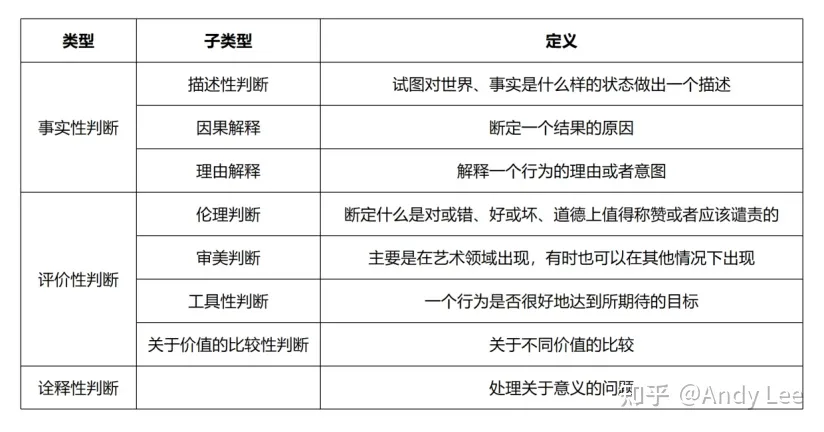 类型 子类型 定义
描述性判断 试图对世界、事实是什么样的状态做出一个描述
事实性判断 因果解释 断定一个结果的原因
理由解释 解释一个行为的理由或者意图
伦理判断 断定什么是对或错、好或坏、道德上值得称赞或者应该谴责的
审美判断 主要是在艺术领域出现，有时也可以在其他情况下出现
评价性判断
工具性判断 一个行为是否很好地达到所期待的目标
关于价值的比较性判断 关于不同价值的比较
诠释性判断 处理关于意义的问题
知乎 @Andy Lee